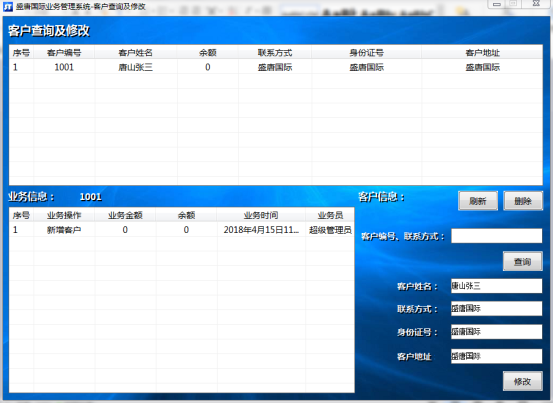 盛唐国际业务管理系统-客户查询及修改
客户查询及修改
序号 客户编号 客户姓名 余额 联系方式 身份证号 客户地址
1 1001 唐山张三 0 盛唐国际 盛唐国际 盛唐国际
业务信息： 1001
客户信息： 刷新 删除
序号 业务操作 业务金额 余额 业务时间 业务员
1 新增客户 0 0 2018年4月15日11... 超级管理员
客户编号、联系方式：
查询
客户姓名： 唐山张三
联系方式： 盛唐国际
身份证号： 盛唐国际
客户地址 盛唐国际
修改